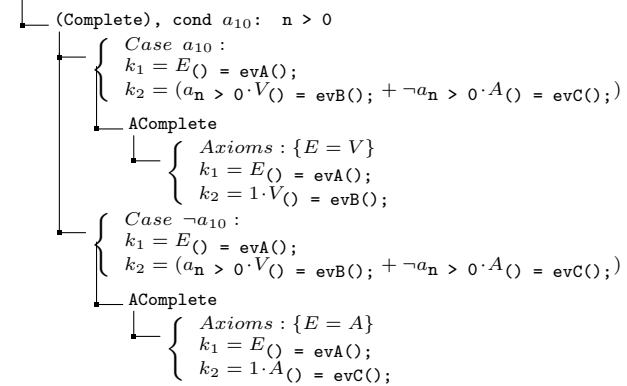 (Complete), cond a₁₀: n > 0
Case a₁₀ :
k₁ = E() = evA();
k₂ = (aₙ > 0·V() = evB(); + ¬aₙ > 0·A() = evC();)
AComplete
Axioms : {E = V}
k₁ = E() = evA();
k₂ = 1·V() = evB();
Case ¬a₁₀ :
k₁ = E() = evA();
k₂ = (aₙ > 0·V() = evB(); + ¬aₙ > 0·A() = evC();)
AComplete
Axioms : {E = A}
k₁ = E() = evA();
k₂ = 1·A() = evC();